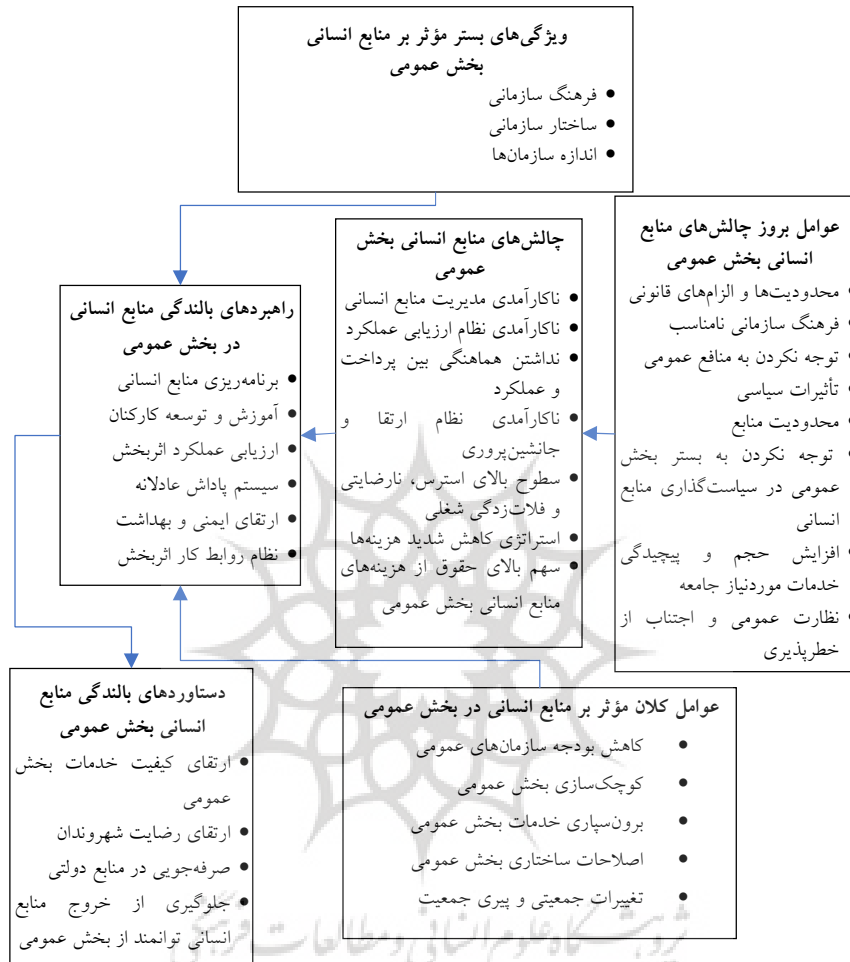 ویژگی‌های بستر مؤثر بر منابع انسانی
بخش عمومی
• فرهنگ سازمانی
• ساختار سازمانی
• اندازه سازمان‌ها
عوامل بروز چالش‌های منابع
انسانی بخش عمومی
• محدودیت‌ها و الزام‌های قانونی
• فرهنگ سازمانی نامناسب
• توجه نکردن به منافع عمومی
• تأثیرات سیاسی
• محدودیت منابع
• توجه نکردن به بستر بخش
عمومی در سیاست‌گذاری منابع
انسانی
• افزایش حجم و پیچیدگی
خدمات موردنیاز جامعه
• نظارت عمومی و اجتناب از
خطرپذیری
چالش‌های منابع انسانی بخش
عمومی
• ناکارآمدی مدیریت منابع انسانی
• ناکارآمدی نظام ارزیابی عملکرد
• نداشتن هماهنگی بین پرداخت
و عملکرد
• ناکارآمدی نظام ارتقا و
جانشین‌پروری
• سطوح بالای استرس، نارضایتی
و فلات‌زدگی شغلی
• استراتژی کاهش شدید هزینه‌ها
• سهم بالای حقوق از هزینه‌های
منابع انسانی بخش عمومی
راهبردهای بالندگی منابع انسانی
در بخش عمومی
• برنامه‌ریزی منابع انسانی
• آموزش و توسعه کارکنان
• ارزیابی عملکرد اثربخش
• سیستم پاداش عادلانه
• ارتقای ایمنی و بهداشت
• نظام روابط کار اثربخش
عوامل کلان مؤثر بر منابع انسانی در بخش عمومی
• کاهش بودجه سازمان‌های عمومی
• کوچک‌سازی بخش عمومی
• برون‌سپاری خدمات بخش عمومی
• اصلاحات ساختاری بخش عمومی
• تغییرات جمعیتی و پیری جمعیت
دستاوردهای بالندگی منابع
انسانی بخش عمومی
• ارتقای کیفیت خدمات بخش
عمومی
• ارتقای رضایت شهروندان
• صرفه‌جویی در منابع دولتی
• جلوگیری از خروج منابع
انسانی توانمند از بخش عمومی
پژوهشگاه علوم انسانی و مطالعات فرهنگی